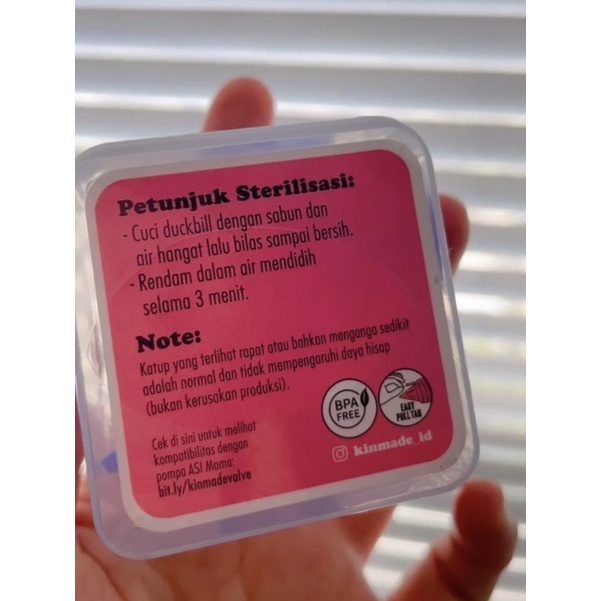 Petunjuk Sterilisasi:
- Cuci duckbill dengan sabun dan
air hangat lalu bilas sampai bersih.
- Rendam dalam air mendidih
selama 3 menit.
Note:
Katup yang terlihat rapat atau bahkan menganga sedikit
adalah normal dan tidak mempengaruhi daya hisap
(bukan kerusakan produksi).
BPA
FREE
EASY
PULL TAB
Cek di sini untuk melihat
kompatibilitas dengan
pompa ASI Mama:
bit.ly/kinmadevalve
kinmade_id